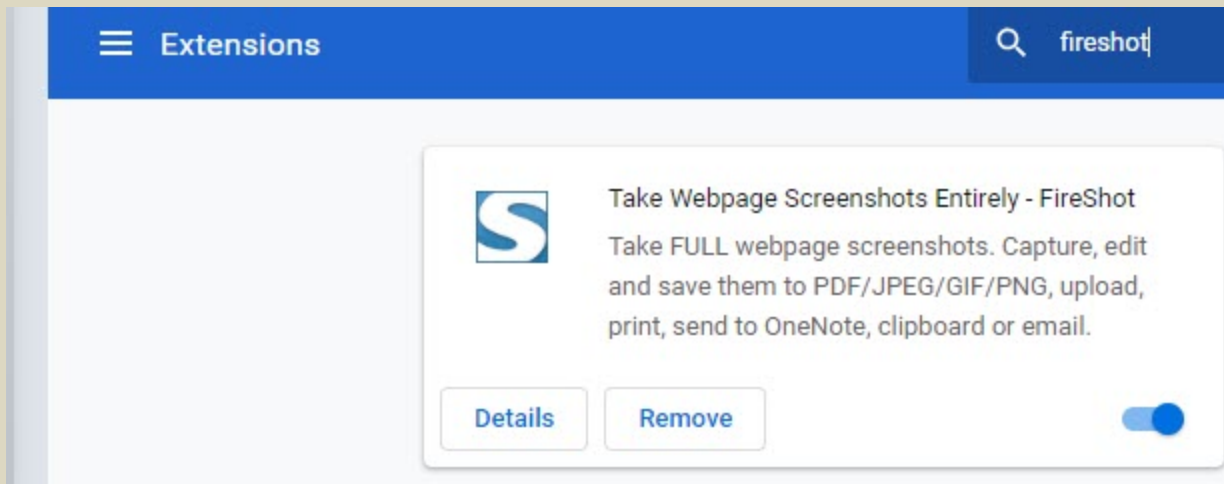 Extensions
fireshot
Take Webpage Screenshots Entirely - FireShot
Take FULL webpage screenshots. Capture, edit
and save them to PDF/JPEG/GIF/PNG, upload,
print, send to OneNote, clipboard or email.
Details
Remove